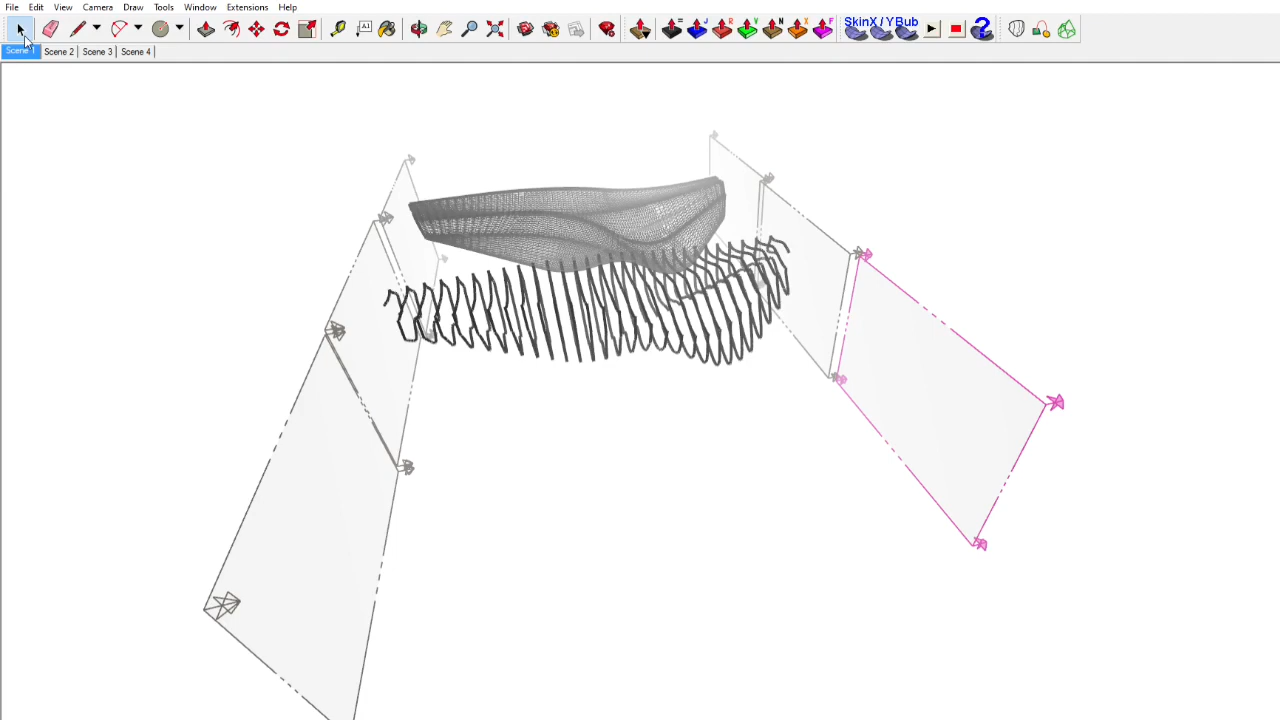 File Edit View Camera Draw Tools Window Extensions Help
A1 = J R V N X F SkinX / YBub ?
Scene 1 Scene 2 Scene 3 Scene 4